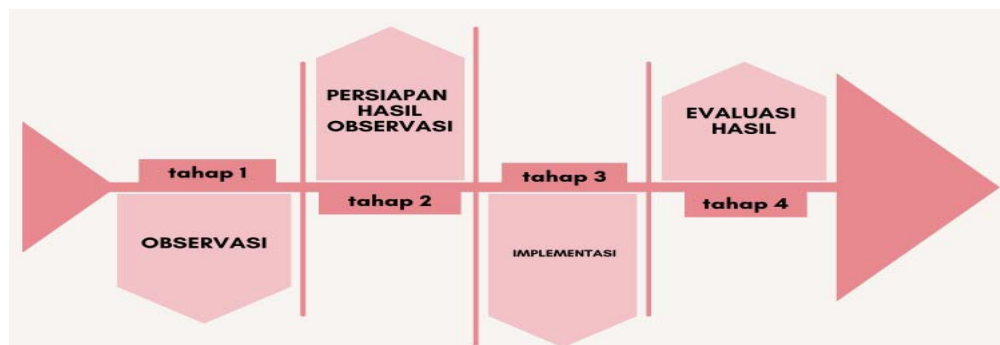 tahap 1
OBSERVASI
PERSIAPAN
HASIL
OBSERVASI
tahap 2
tahap 3
IMPLEMENTASI
EVALUASI
HASIL
tahap 4